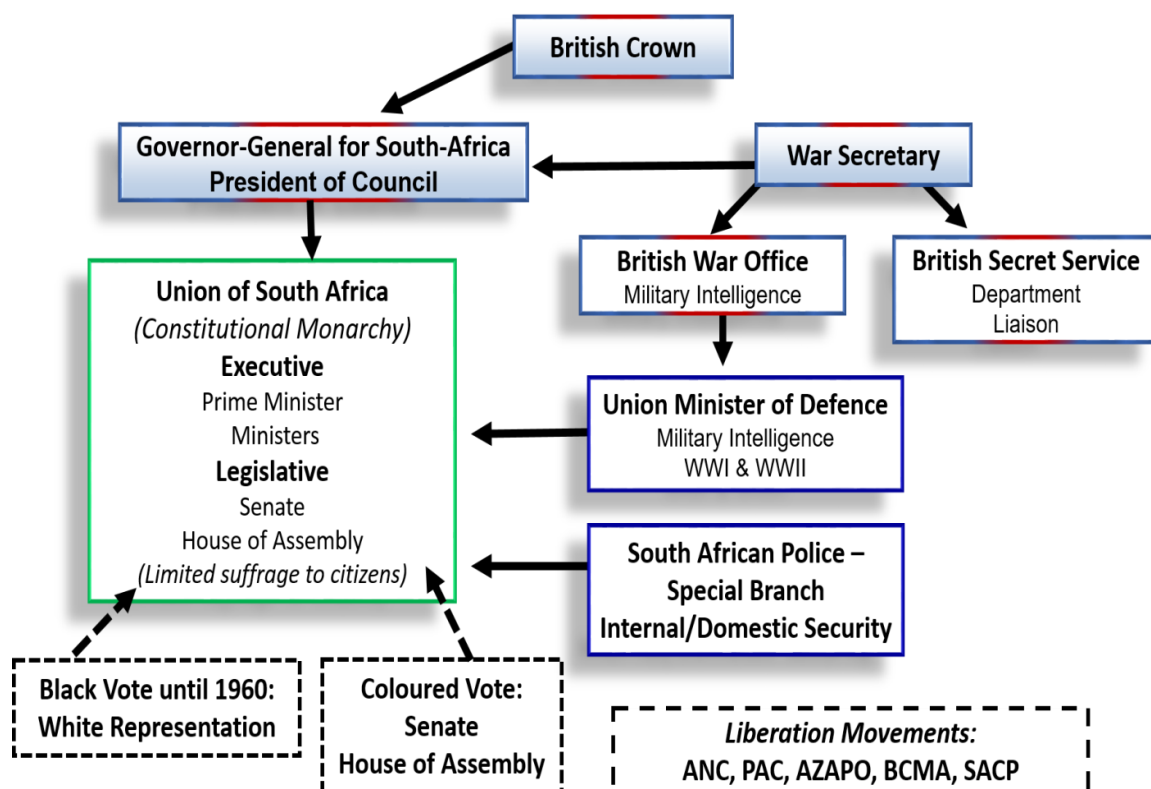 British Crown
Governor-General for South-Africa
President of Council
War Secretary
British War Office
Military Intelligence
British Secret Service
Department
Liaison
Union of South Africa
(Constitutional Monarchy)
Executive
Prime Minister
Ministers
Legislative
Senate
House of Assembly
(Limited suffrage to citizens)
Union Minister of Defence
Military Intelligence
WWI & WWII
South African Police –
Special Branch
Internal/Domestic Security
Black Vote until 1960:
White Representation
Coloured Vote:
Senate
House of Assembly
Liberation Movements:
ANC, PAC, AZAPO, BCMA, SACP